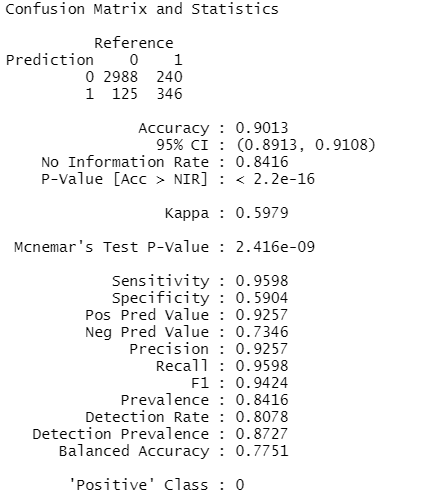 Confusion Matrix and Statistics
Reference
Prediction 0 1
0 2988 240
1 125 346
Accuracy : 0.9013
95% CI : (0.8913, 0.9108)
No Information Rate : 0.8416
P-Value [Acc > NIR] : < 2.2e-16
Kappa : 0.5979
Mcnemar's Test P-Value : 2.416e-09
Sensitivity : 0.9598
Specificity : 0.5904
Pos Pred Value : 0.9257
Neg Pred Value : 0.7346
Precision : 0.9257
Recall : 0.9598
F1 : 0.9424
Prevalence : 0.8416
Detection Rate : 0.8078
Detection Prevalence : 0.8727
Balanced Accuracy : 0.7751
'Positive' Class : 0